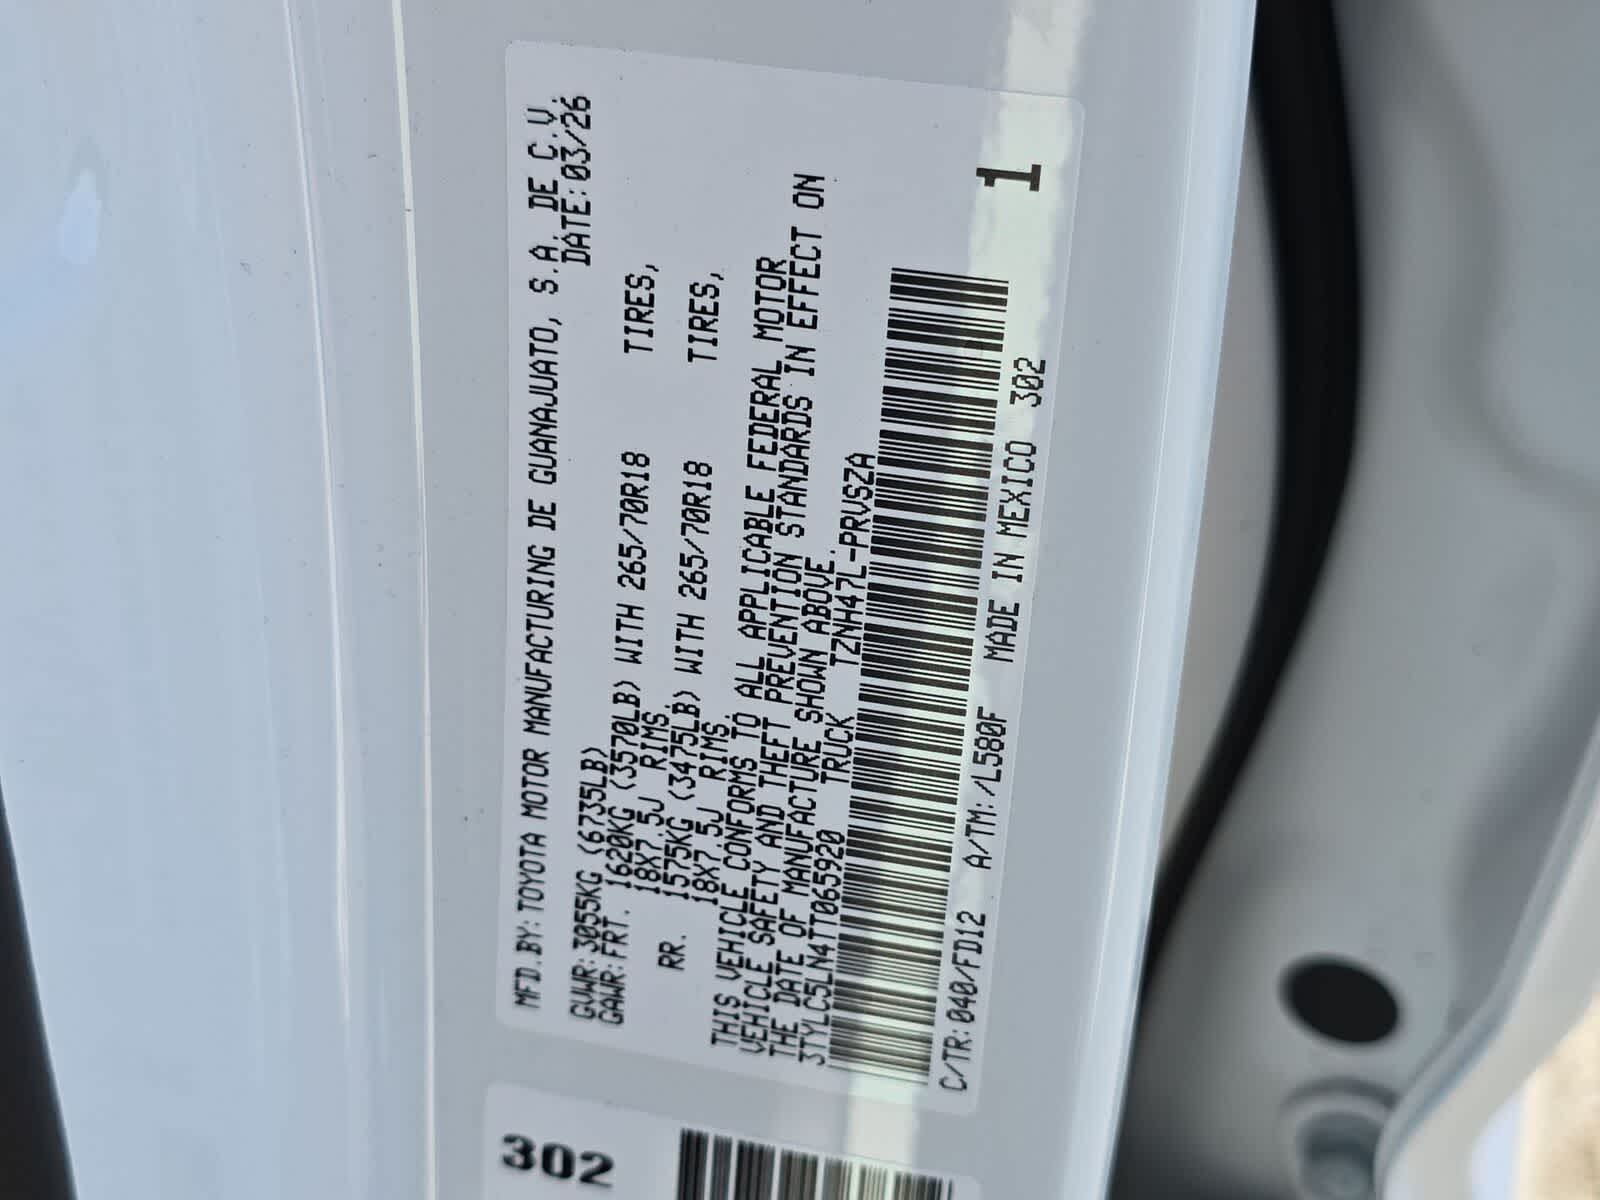 MFD.BY:TOYOTA MOTOR MANUFACTURING DE GUANAJUATO, S.A. DE C.V.
DATE:03/26
GVWR:3055KG (6735LB)
GAWR:FRT. 1620KG (3570LB) WITH 265/70R18 TIRES,
18X7.5J RIMS,
RR. 1575KG (3475LB) WITH 265/70R18 TIRES,
18X7.5J RIMS.
THIS VEHICLE CONFORMS TO ALL APPLICABLE FEDERAL MOTOR
VEHICLE SAFETY AND THEFT PREVENTION STANDARDS IN EFFECT ON
THE DATE OF MANUFACTURE SHOWN ABOVE.
3TYLC5LN4TT065920 TRUCK TZNH47L-PRVSZA
C/TR:040/FD12 A/TM:/L580F MADE IN MEXICO 302
1
302